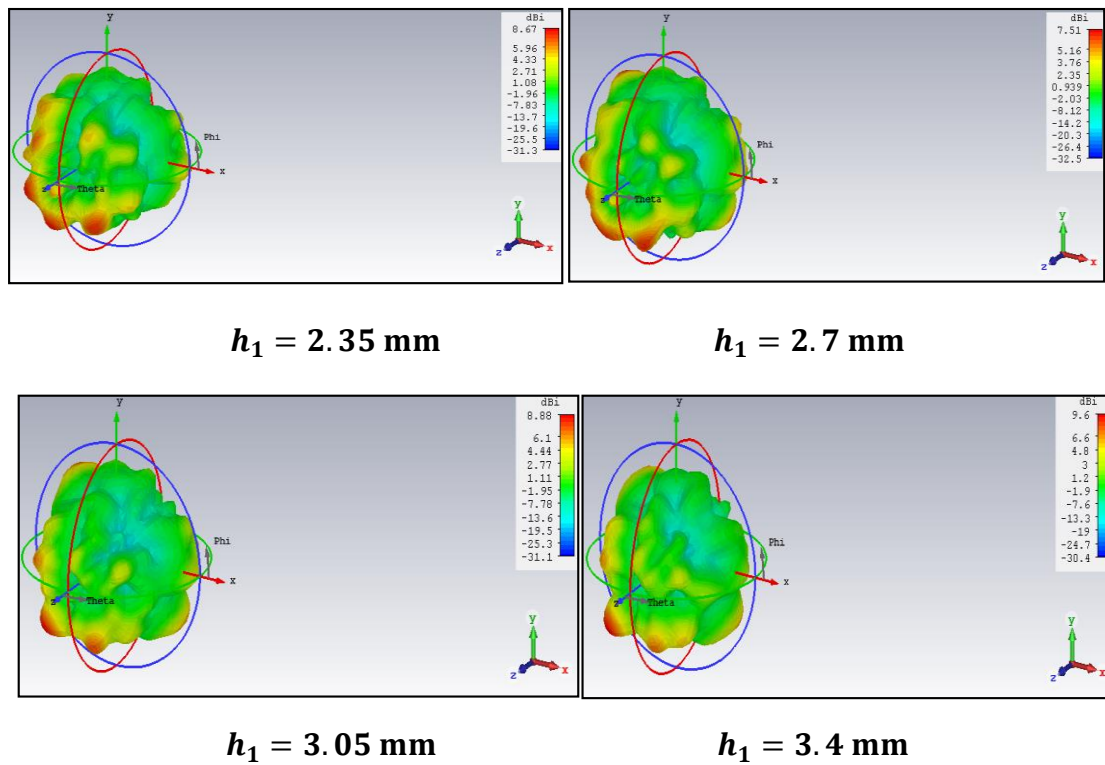 y
dBi
8.67
5.96
4.33
2.71
1.08
-1.96
-7.83
-13.7
-19.6
-25.5
-31.3
Phi
x
z
Theta
y
z
x
y
dBi
7.51
5.16
3.76
2.35
0.939
-2.03
-8.12
-14.2
-20.3
-26.4
-32.5
Phi
x
z
Theta
y
z
x
h₁ = 2.35 mm
h₁ = 2.7 mm
y
dBi
8.88
6.1
4.44
2.77
1.11
-1.95
-7.78
-13.6
-19.5
-25.3
-31.1
Phi
x
z
Theta
y
z
x
y
dBi
9.6
6.6
4.8
3
1.2
-1.9
-7.6
-13.3
-19
-24.7
-30.4
Phi
x
z
Theta
y
z
x
h₁ = 3.05 mm
h₁ = 3.4 mm